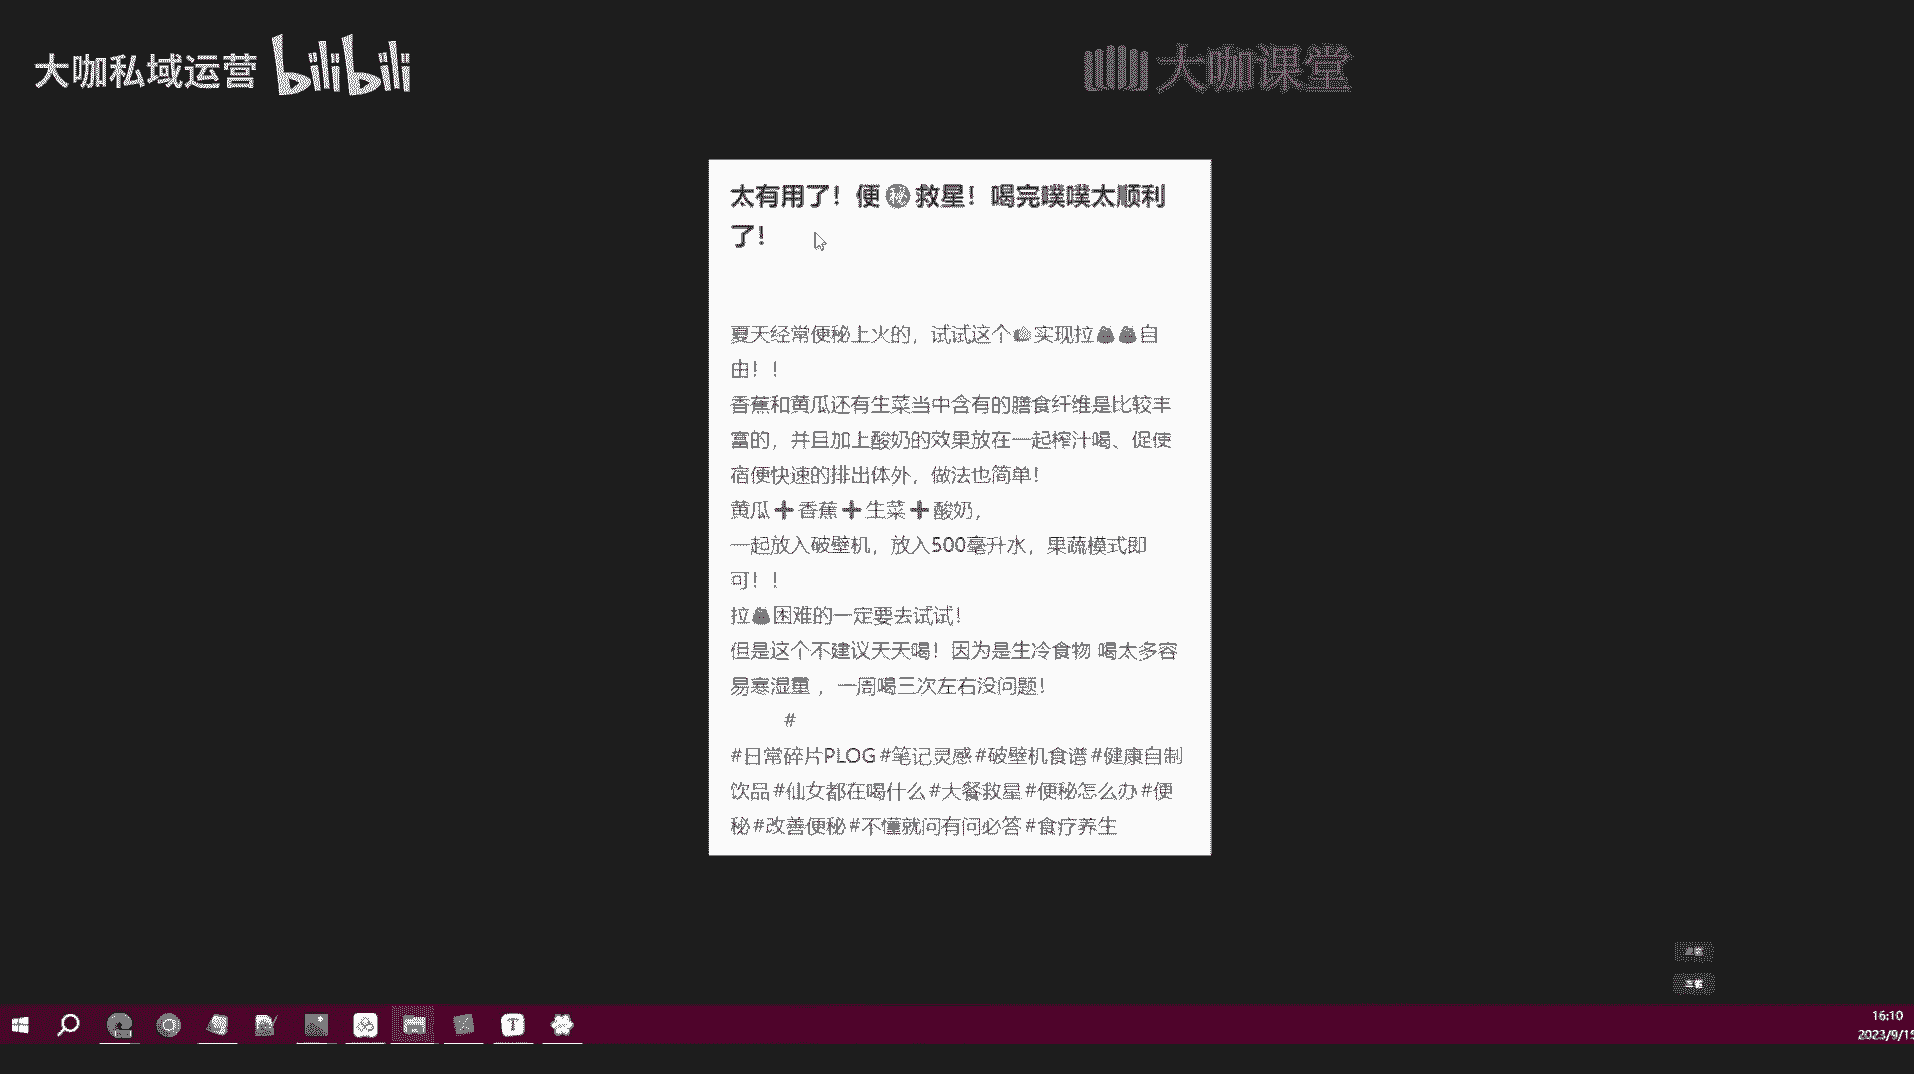 大咖私域运营 bilibili
大咖课堂
太有用了！便㊙救星！喝完噗噗太顺利
了！
夏天经常便秘上火的，试试这个👍实现拉💩💩自
由！！
香蕉和黄瓜还有生菜当中含有的膳食纤维是比较丰
富的，并且加上酸奶的效果放在一起榨汁喝、促使
宿便快速的排出体外，做法也简单！
黄瓜➕香蕉➕生菜➕酸奶，
一起放入破壁机，放入500毫升水，果蔬模式即
可！！
拉💩困难的一定要去试试！
但是这个不建议天天喝！因为是生冷食物 喝太多容
易寒湿重 ，一周喝三次左右没问题！
#
#日常碎片PLOG#笔记灵感#破壁机食谱#健康自制
饮品#仙女都在喝什么#大餐救星#便秘怎么办#便
秘#改善便秘#不懂就问有问必答#食疗养生
16:10
2023/9/15